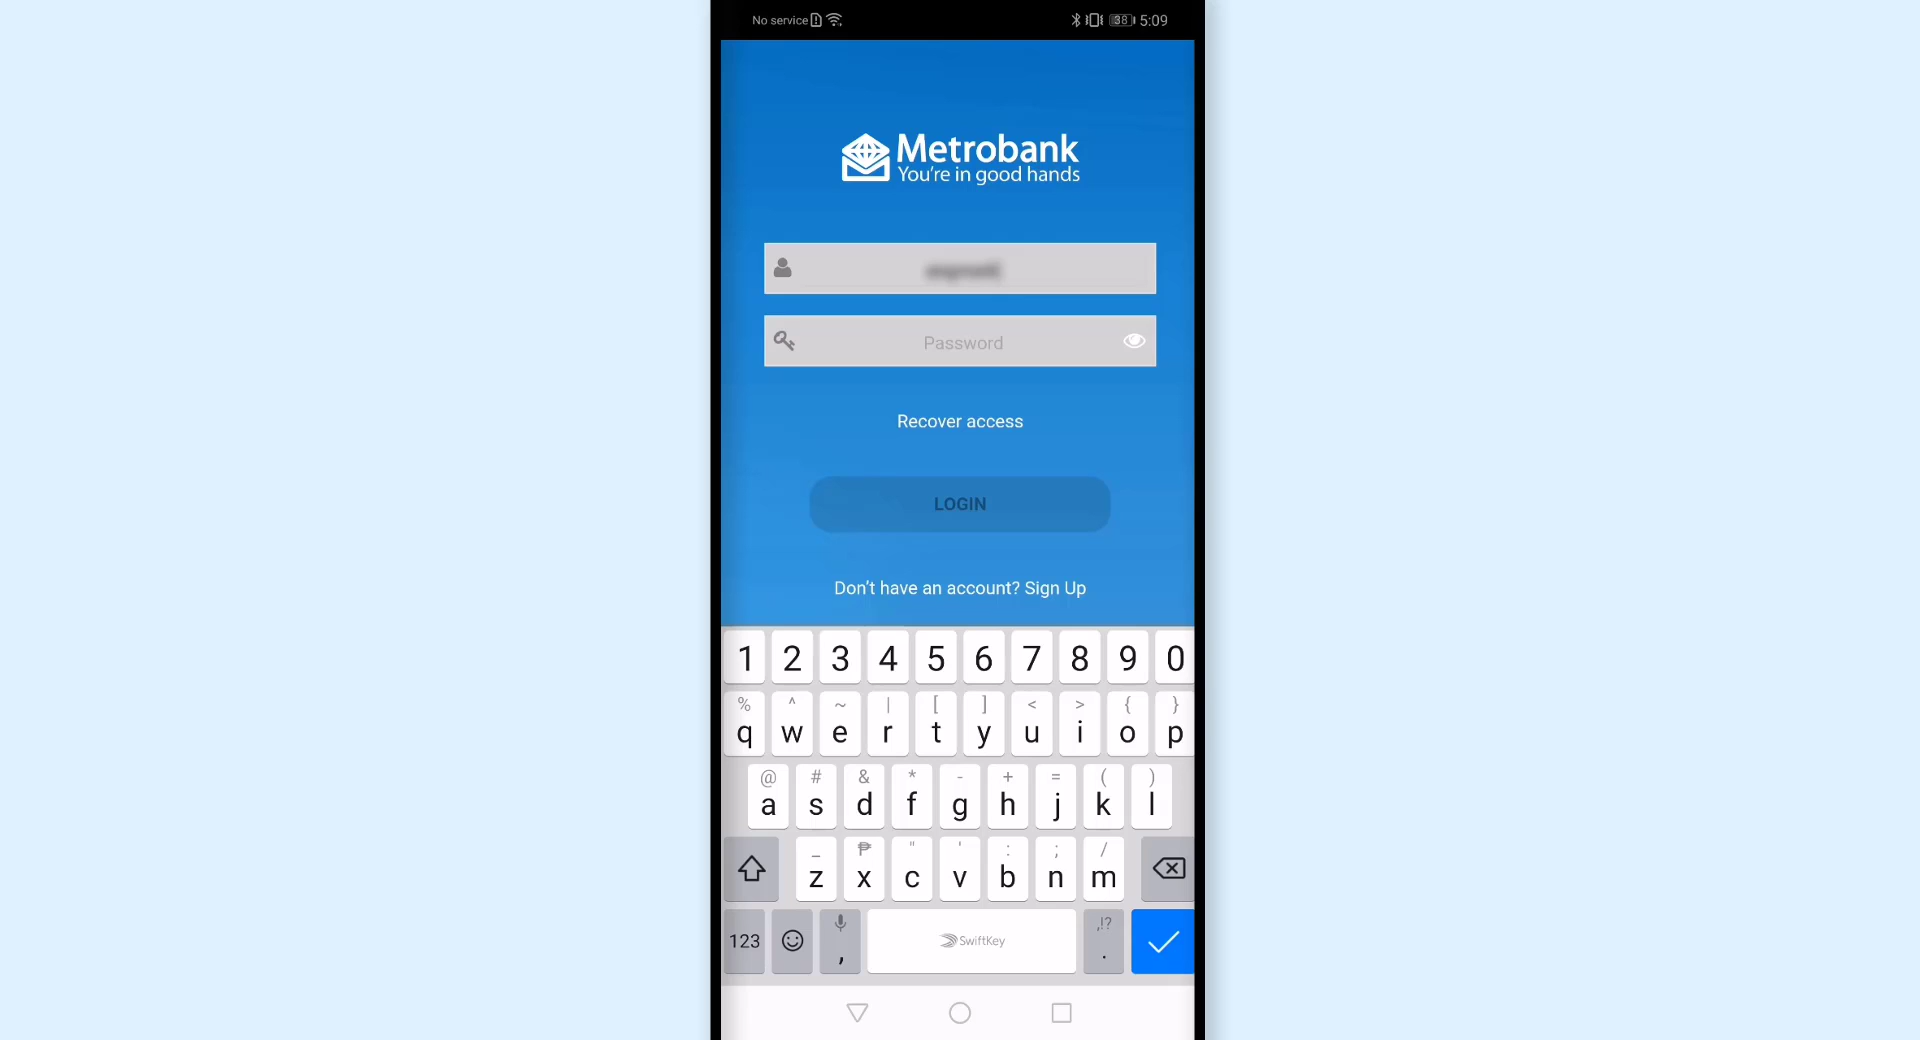 No service
38 5:09
Metrobank
You're in good hands
Password
Recover access
LOGIN
Don't have an account? Sign Up
1 2 3 4 5 6 7 8 9 0
% ^ ~ | [ ] < > { }
q w e r t y u i o p
@ # & * - + = ( )
a s d f g h j k l
_ ₱ " ' : ; /
z x c v b n m
,!?
123 , SwiftKey .